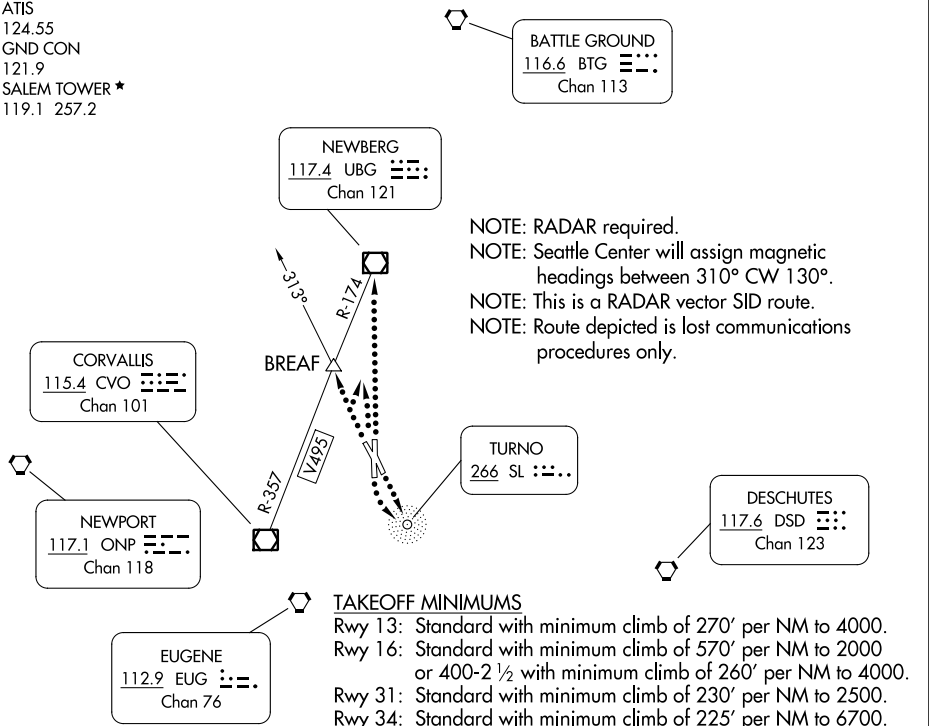 ATIS
124.55
GND CON
121.9
SALEM TOWER ★
119.1 257.2
BATTLE GROUND
116.6 BTG
Chan 113
NEWBERG
117.4 UBG
Chan 121
NOTE: RADAR required.
NOTE: Seattle Center will assign magnetic
headings between 310° CW 130°.
NOTE: This is a RADAR vector SID route.
NOTE: Route depicted is lost communications
procedures only.
313°
R-174
BREAF
CORVALLIS
115.4 CVO
Chan 101
V495
R-357
TURNO
266 SL
NEWPORT
117.1 ONP
Chan 118
DESCHUTES
117.6 DSD
Chan 123
EUGENE
112.9 EUG
Chan 76
TAKEOFF MINIMUMS
Rwy 13: Standard with minimum climb of 270' per NM to 4000.
Rwy 16: Standard with minimum climb of 570' per NM to 2000
or 400-2 ½ with minimum climb of 260' per NM to 4000.
Rwy 31: Standard with minimum climb of 230' per NM to 2500.
Rwy 34: Standard with minimum climb of 225' per NM to 6700.